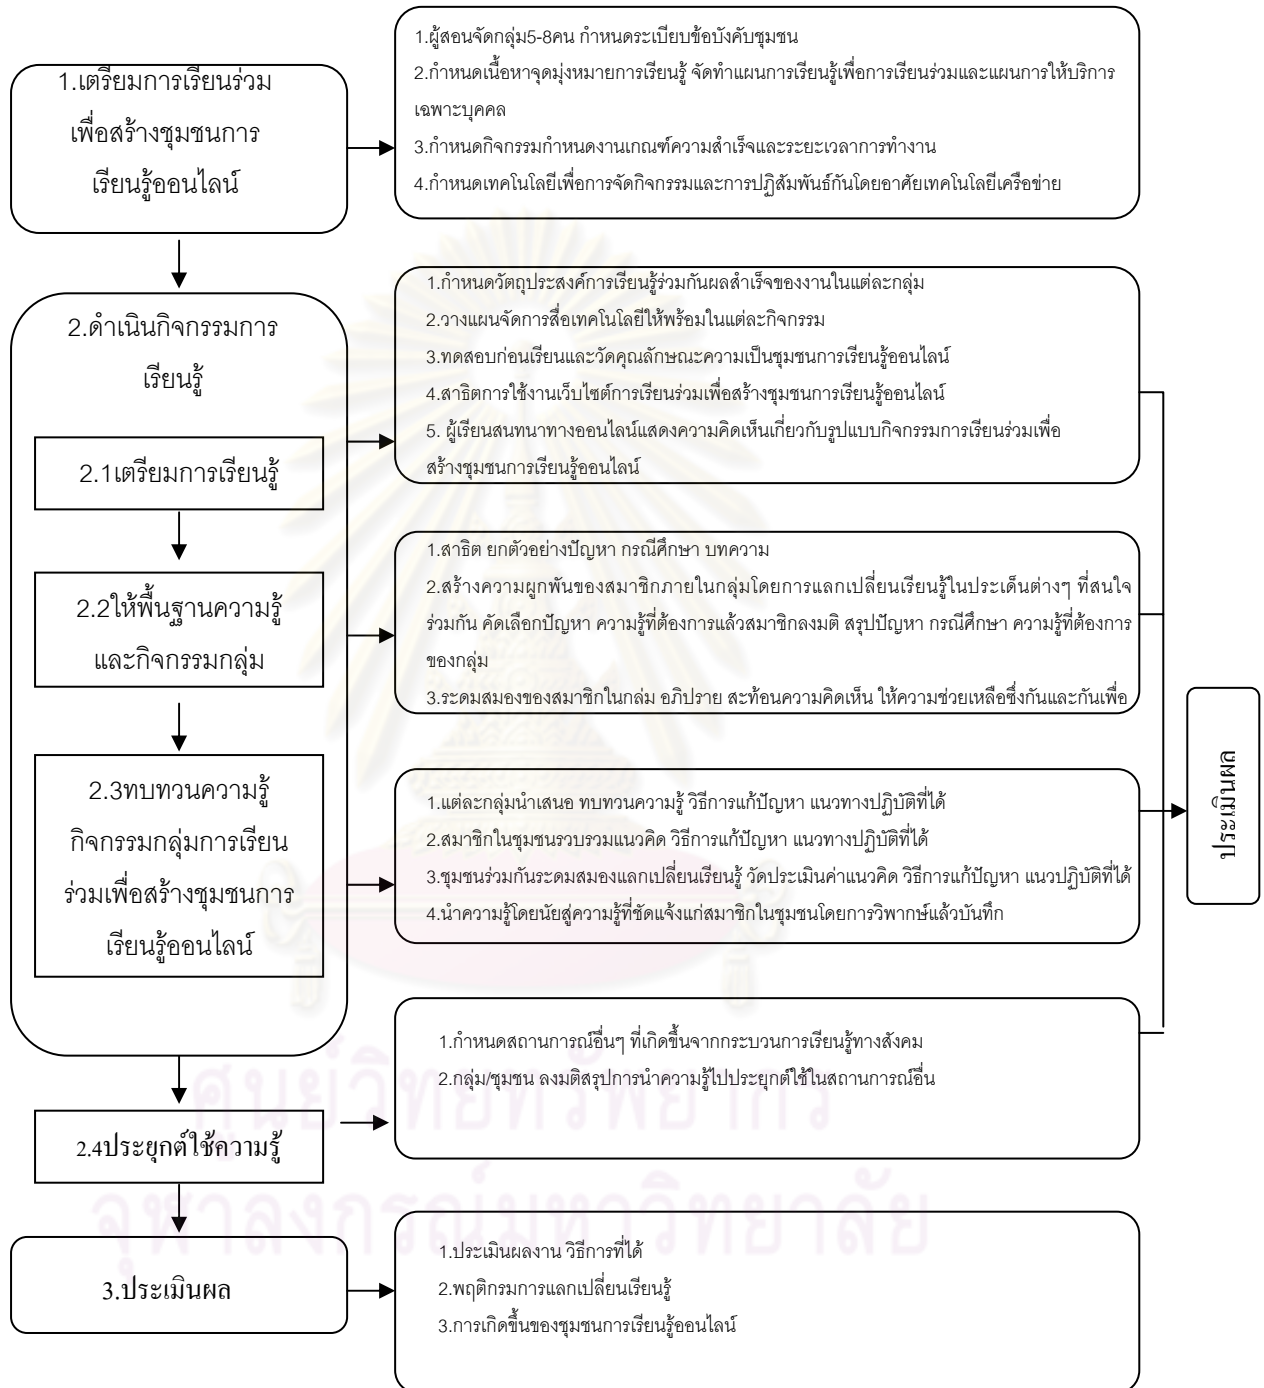 1.เตรียมการเรียนร่วม
เพื่อสร้างชุมชนการ
เรียนรู้ออนไลน์
1.ผู้สอนจัดกลุ่ม5-8คน กำหนดระเบียบข้อบังคับชุมชน
2.กำหนดเนื้อหาจุดมุ่งหมายการเรียนรู้ จัดทำแผนการเรียนรู้เพื่อการเรียนร่วมและแผนการให้บริการ
เฉพาะบุคคล
3.กำหนดกิจกรรมกำหนดงานเกณฑ์ความสำเร็จและระยะเวลาการทำงาน
4.กำหนดเทคโนโลยีเพื่อการจัดกิจกรรมและการปฏิสัมพันธ์กันโดยอาศัยเทคโนโลยีเครือข่าย
2.ดำเนินกิจกรรมการ
เรียนรู้
2.1เตรียมการเรียนรู้
1.กำหนดวัตถุประสงค์การเรียนรู้ร่วมกันผลสำเร็จของงานในแต่ละกลุ่ม
2.วางแผนจัดการสื่อเทคโนโลยีให้พร้อมในแต่ละกิจกรรม
3.ทดสอบก่อนเรียนและวัดคุณลักษณะความเป็นชุมชนการเรียนรู้ออนไลน์
4.สาธิตการใช้งานเว็บไซต์การเรียนร่วมเพื่อสร้างชุมชนการเรียนรู้ออนไลน์
5. ผู้เรียนสนทนาทางออนไลน์แสดงความคิดเห็นเกี่ยวกับรูปแบบกิจกรรมการเรียนร่วมเพื่อ
สร้างชุมชนการเรียนรู้ออนไลน์
2.2ให้พื้นฐานความรู้
และกิจกรรมกลุ่ม
1.สาธิต ยกตัวอย่างปัญหา กรณีศึกษา บทความ
2.สร้างความผูกพันของสมาชิกภายในกลุ่มโดยการแลกเปลี่ยนเรียนรู้ในประเด็นต่างๆ ที่สนใจ
ร่วมกัน คัดเลือกปัญหา ความรู้ที่ต้องการแล้วสมาชิกลงมติ สรุปปัญหา กรณีศึกษา ความรู้ที่ต้องการ
ของกลุ่ม
3.ระดมสมองของสมาชิกในกลุ่ม อภิปราย สะท้อนความคิดเห็น ให้ความช่วยเหลือซึ่งกันและกันเพื่อ
2.3ทบทวนความรู้
กิจกรรมกลุ่มการเรียน
ร่วมเพื่อสร้างชุมชนการ
เรียนรู้ออนไลน์
1.แต่ละกลุ่มนำเสนอ ทบทวนความรู้ วิธีการแก้ปัญหา แนวทางปฏิบัติที่ได้
2.สมาชิกในชุมชนรวบรวมแนวคิด วิธีการแก้ปัญหา แนวทางปฏิบัติที่ได้
3.ชุมชนร่วมกันระดมสมองแลกเปลี่ยนเรียนรู้ วัดประเมินค่าแนวคิด วิธีการแก้ปัญหา แนวปฏิบัติที่ได้
4.นำความรู้โดยนัยสู่ความรู้ที่ชัดแจ้งแก่สมาชิกในชุมชนโดยการวิพากษ์แล้วบันทึก
ประเมินผล
2.4ประยุกต์ใช้ความรู้
1.กำหนดสถานการณ์อื่นๆ ที่เกิดขึ้นจากกระบวนการเรียนรู้ทางสังคม
2.กลุ่ม/ชุมชน ลงมติสรุปการนำความรู้ไปประยุกต์ใช้ในสถานการณ์อื่น
3.ประเมินผล
1.ประเมินผลงาน วิธีการที่ได้
2.พฤติกรมการแลกเปลี่ยนเรียนรู้
3.การเกิดขึ้นของชุมชนการเรียนรู้ออนไลน์
ศูนย์วิทยทรัพยากร
จุฬาลงกรณ์มหาวิทยาลัย